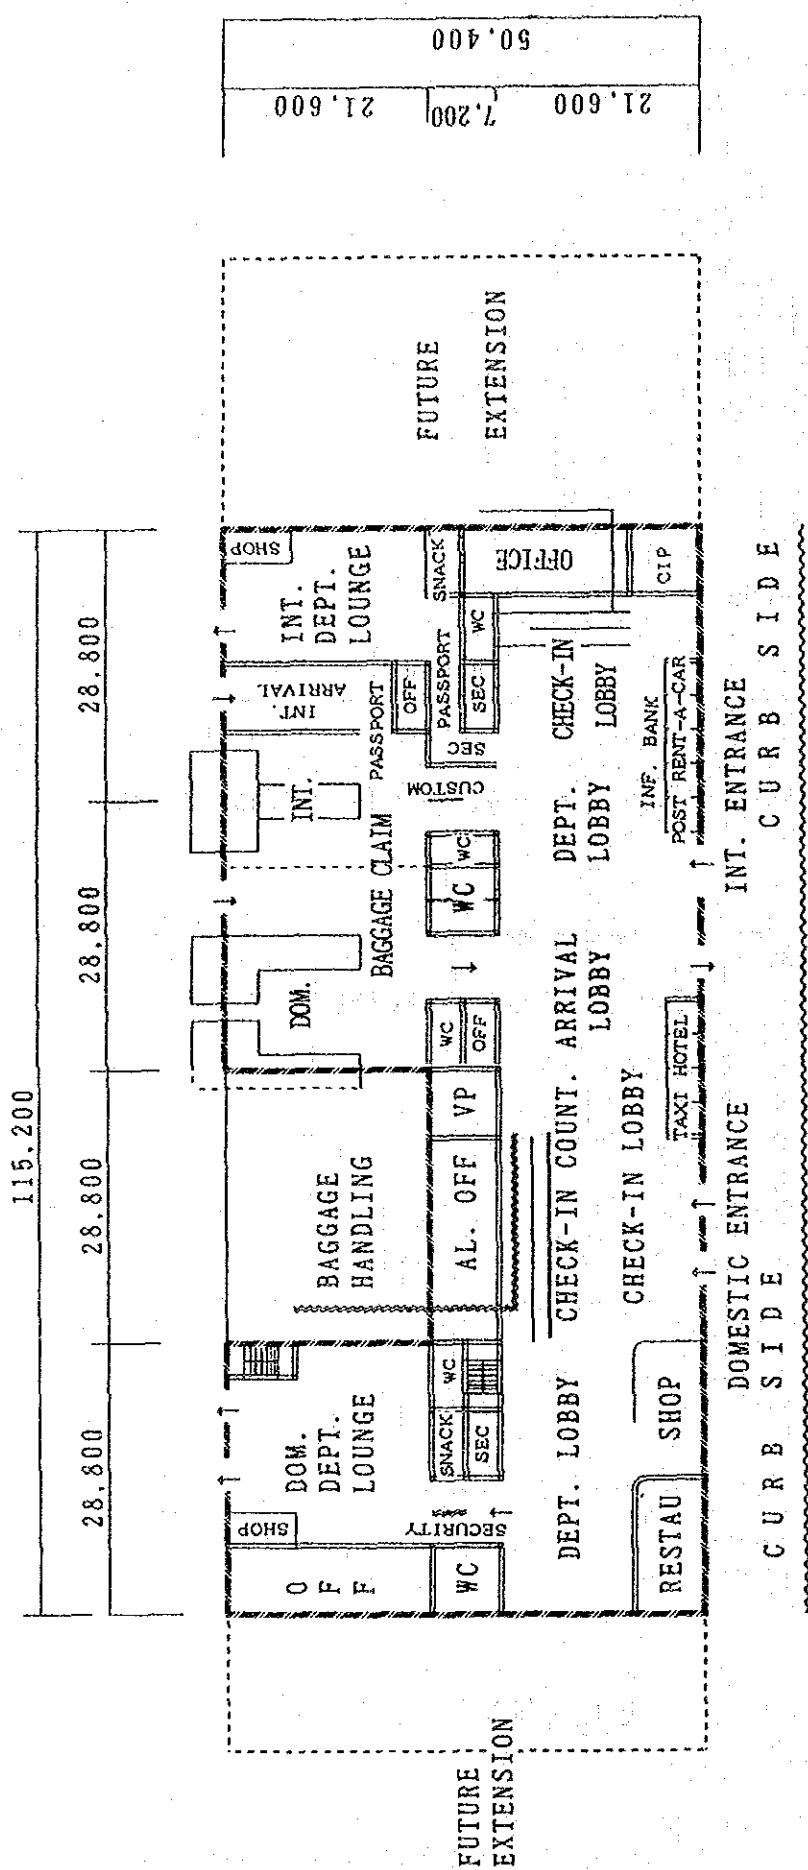 115.200
28.800
28.800
28.800
28.800
50.400
21.600
7.200
21.600
FUTURE
EXTENSION
SHOP
OFF
DOM.
DEPT.
LOUNGE
BAGGAGE
HANDLING
DOM.
INT.
INT.
ARRIVAL
INT.
DEPT.
LOUNGE
SHOP
FUTURE
EXTENSION
BAGGAGE CLAIM
PASSPORT
OFF
SECURITY
WC
SNACK
WC
SEC
AL. OFF
VP
WC
OFF
WC
WC
CUSTOM
SEC
PASSPORT
SNACK
SEC
WC
OFFICE
DEPT. LOBBY
CHECK-IN COUNT.
ARRIVAL
LOBBY
DEPT.
LOBBY
CHECK-IN
LOBBY
CHECK-IN LOBBY
RESTAU
SHOP
TAXI HOTEL
INF. BANK
POST RENT-A-CAR
CIP
DOMESTIC ENTRANCE
INT. ENTRANCE
CURB SIDE
CURB SIDE